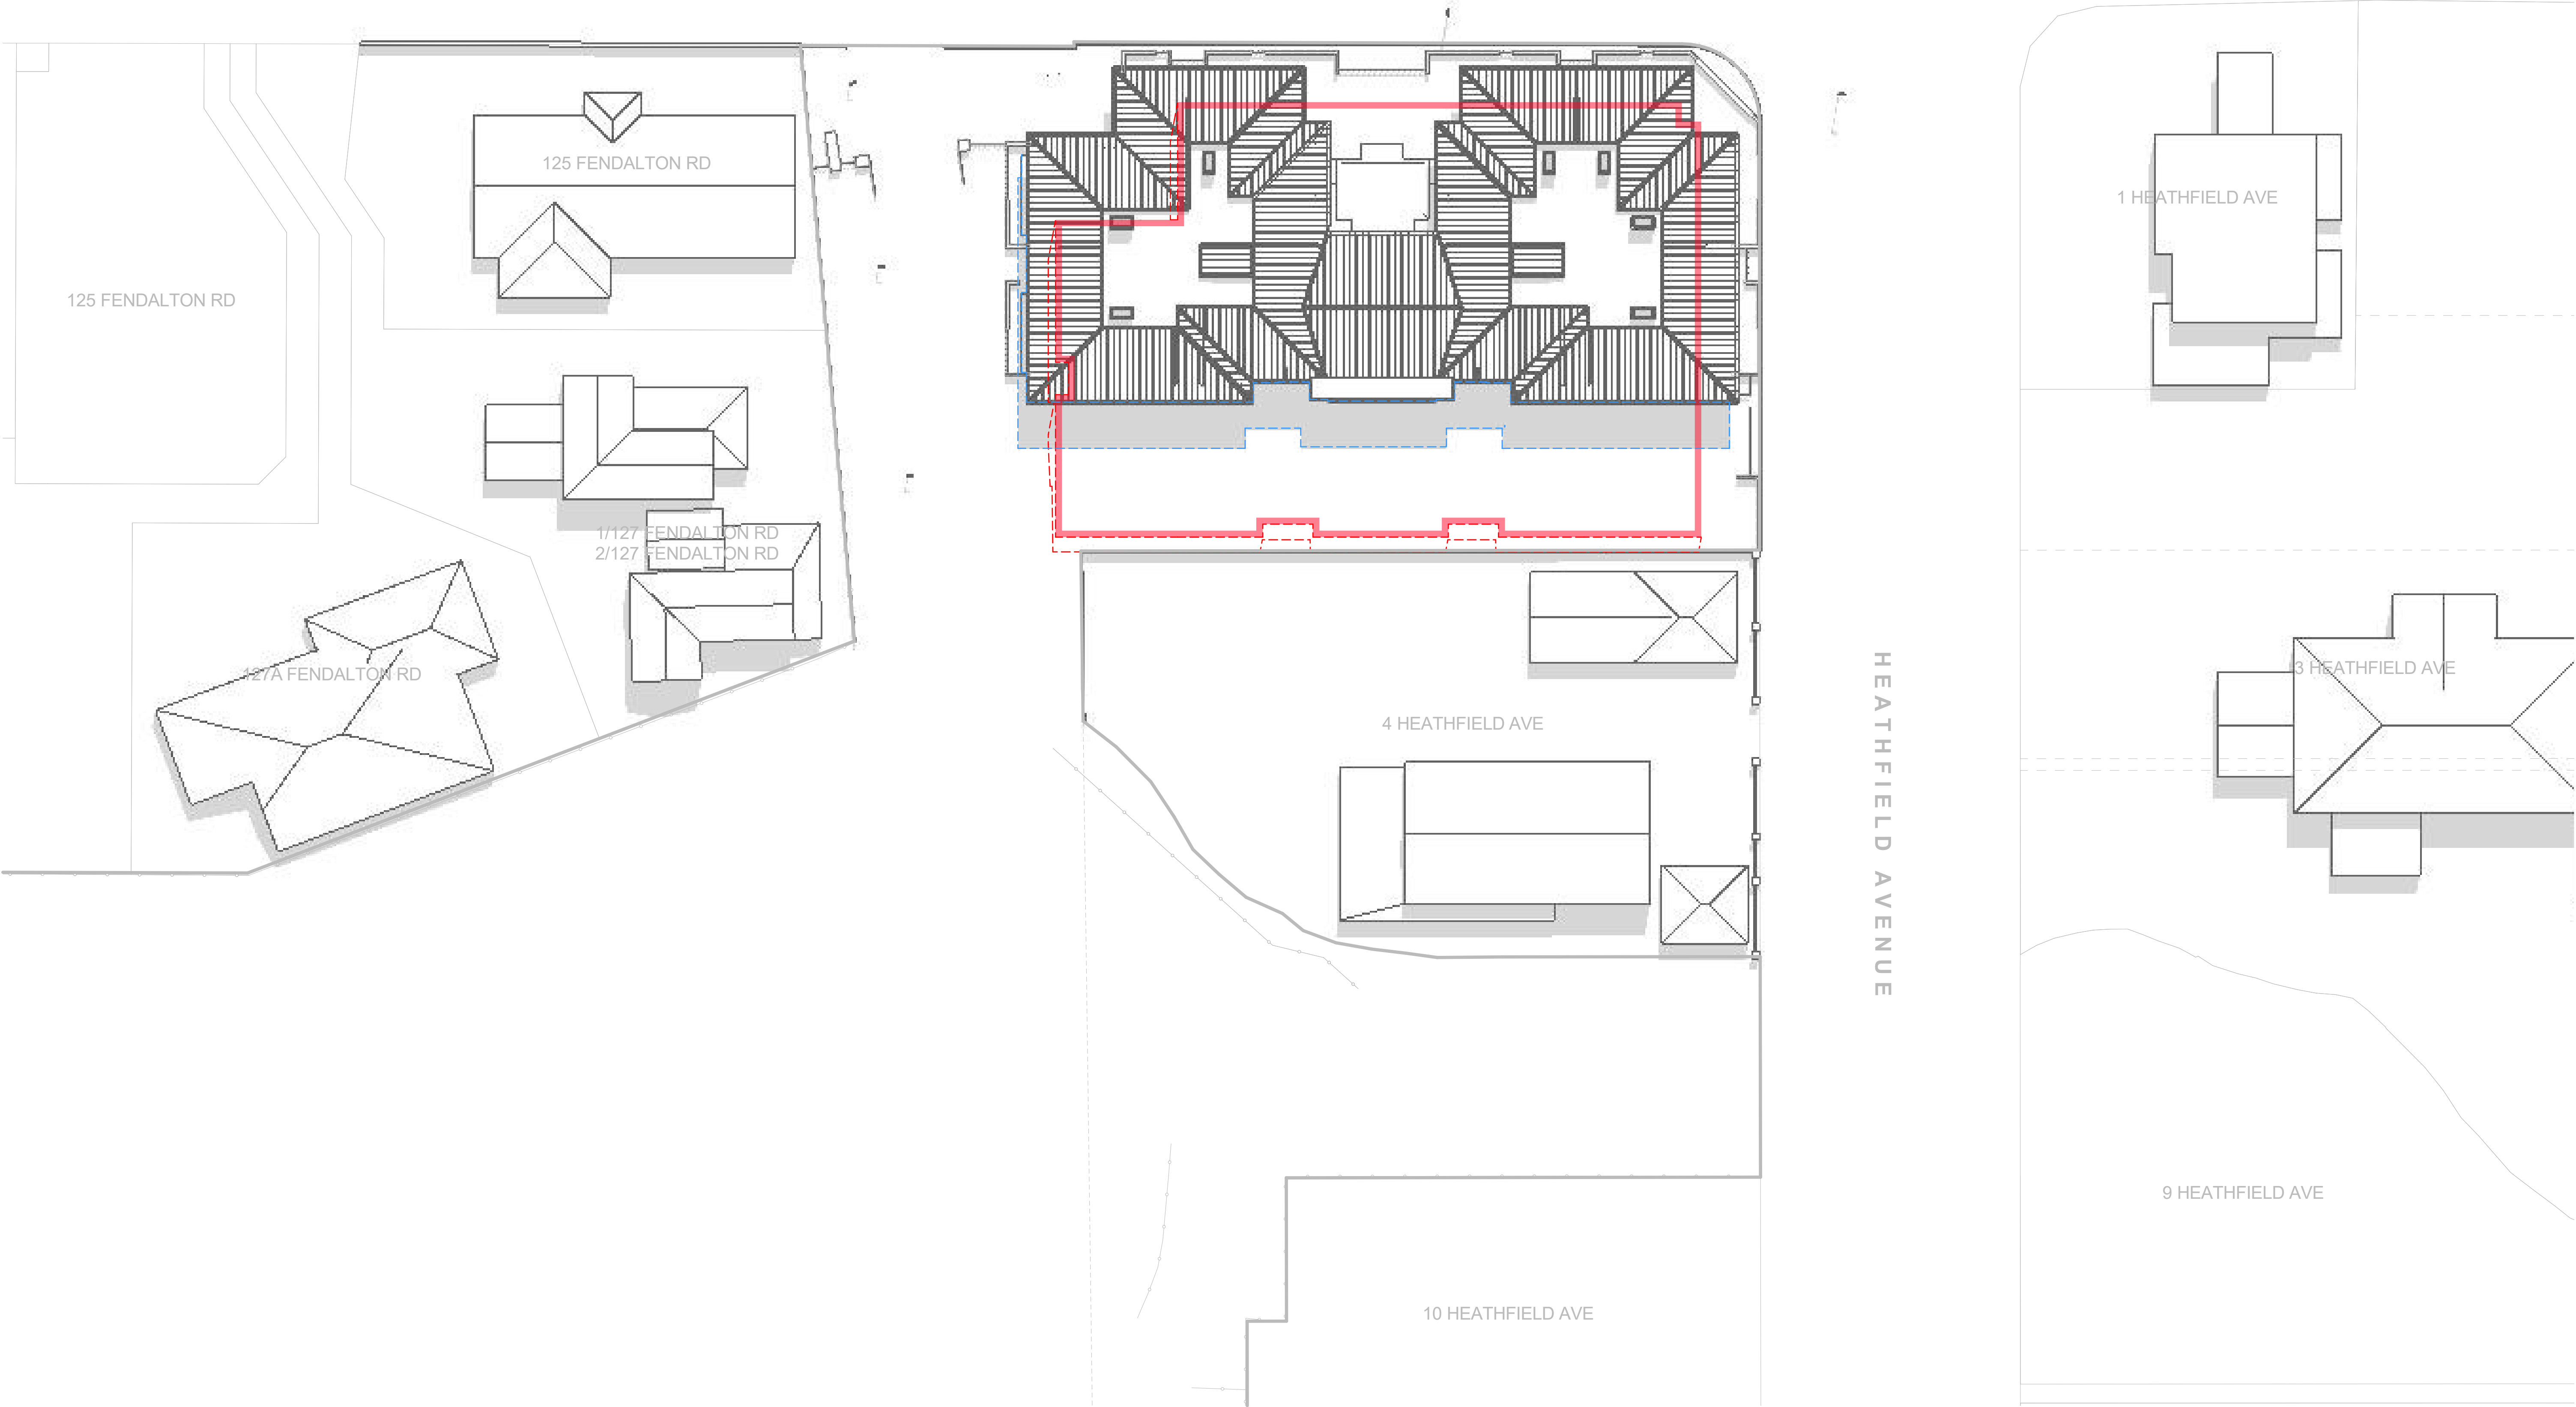 125 FENDALTON RD
1 HEATHFIELD AVE
125 FENDALTON RD
1/127 FENDALTON RD
2/127 FENDALTON RD
127A FENDALTON RD
3 HEATHFIELD AVE
4 HEATHFIELD AVE
HEATHFIELD AVENUE
9 HEATHFIELD AVE
10 HEATHFIELD AVE